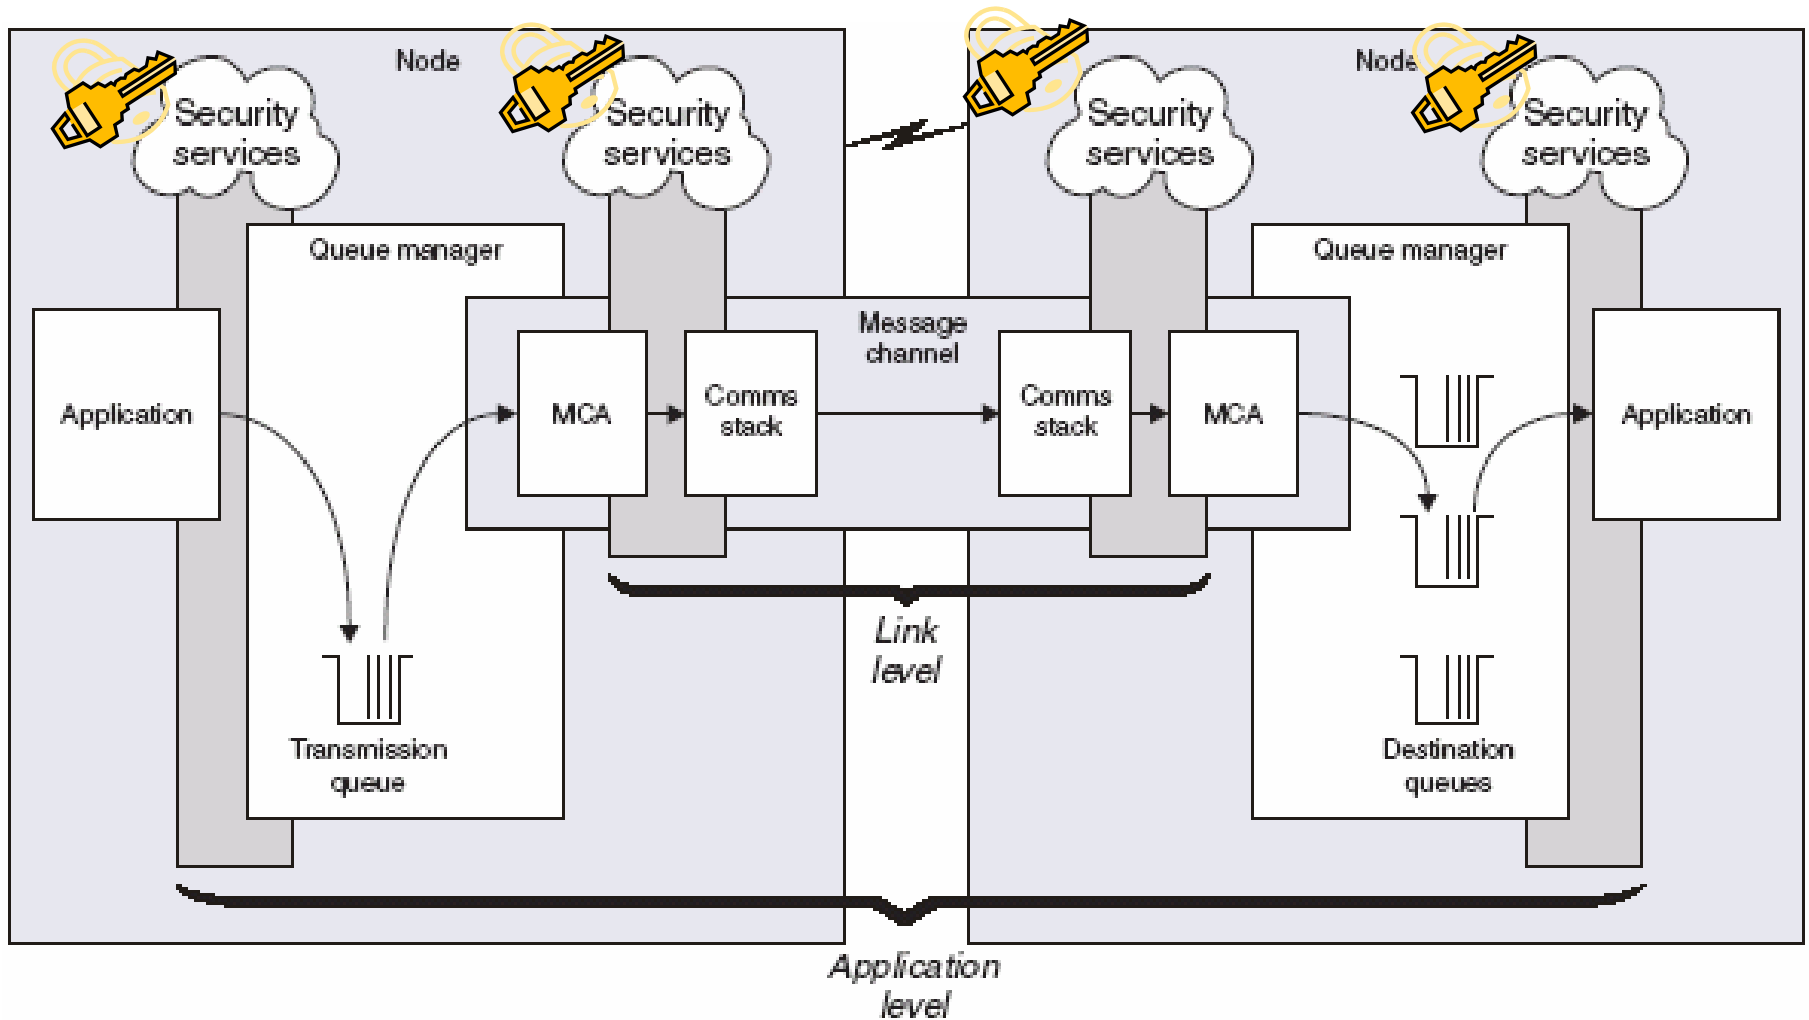 Node
Node
Security
services
Security
services
Security
services
Security
services
Queue manager
Queue manager
Message
channel
Application
MCA
Comms
stack
Comms
stack
MCA
Application
Link
level
Transmission
queue
Destination
queues
Application
level